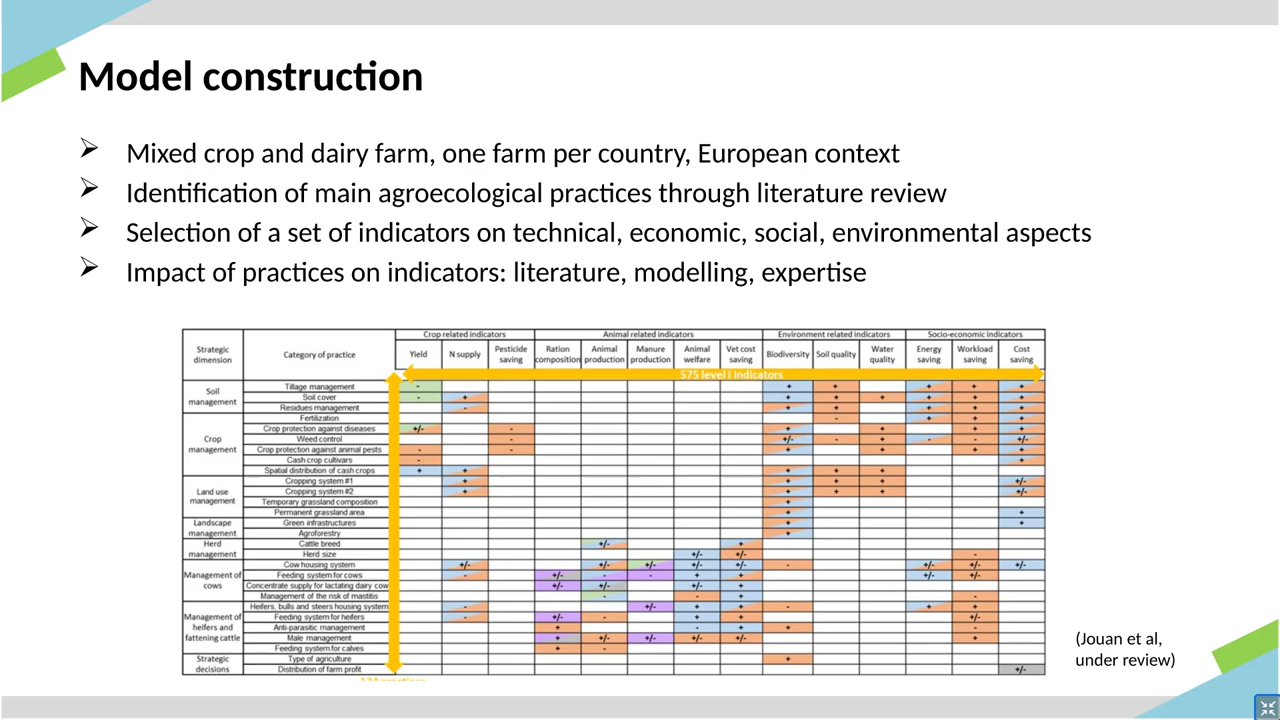 Model construction
Mixed crop and dairy farm, one farm per country, European context
Identification of main agroecological practices through literature review
Selection of a set of indicators on technical, economic, social, environmental aspects
Impact of practices on indicators: literature, modelling, expertise
Strategic dimension Category of practice Crop related indicators Animal related indicators Environment related indicators Socio-economic indicators
Yield N supply Pesticide saving Ration composition Animal production Manure production Animal welfare Vet cost saving Biodiversity Soil quality Water quality Energy saving Workload saving Cost saving
575 level I indicators
Soil management
Tillage management - + + + + +
Soil cover - + + + + + + +
Residues management - + + + + +
Crop management
Fertilization - + + +
Crop protection against diseases +/- - + + + +
Weed control - +/- - + - - +/-
Crop protection against animal pests - - + + + +
Cash crop cultivars - +
Spatial distribution of cash crops + + + + +
Land use management
Cropping system #1 + + + + +/-
Cropping system #2 + + + + +/-
Temporary grassland composition +
Permanent grassland area + +
Landscape management
Green infrastructures + +
Agroforestry +
Herd management
Cattle breed +/- +
Herd size +/- +/- -
Management of cows
Cow housing system +/- +/- +/- +/- +/- - +/- +/- +/-
Feeding system for cows - +/- - - + + +/- +/-
Concentrate supply for lactating dairy cow +/- +/- +/- +
Management of the risk of mastitis - - + -
Management of heifers and fattening cattle
Heifers, bulls and steers housing system - +/- + + - + +
Feeding system for heifers - +/- - + + +/-
Anti-parasitic management + - + + -
Male management + +/- +/- +/- +/- +
Feeding system for calves + -
Strategic decisions
Type of agriculture +
Distribution of farm profit +/-
(Jouan et al,
under review)